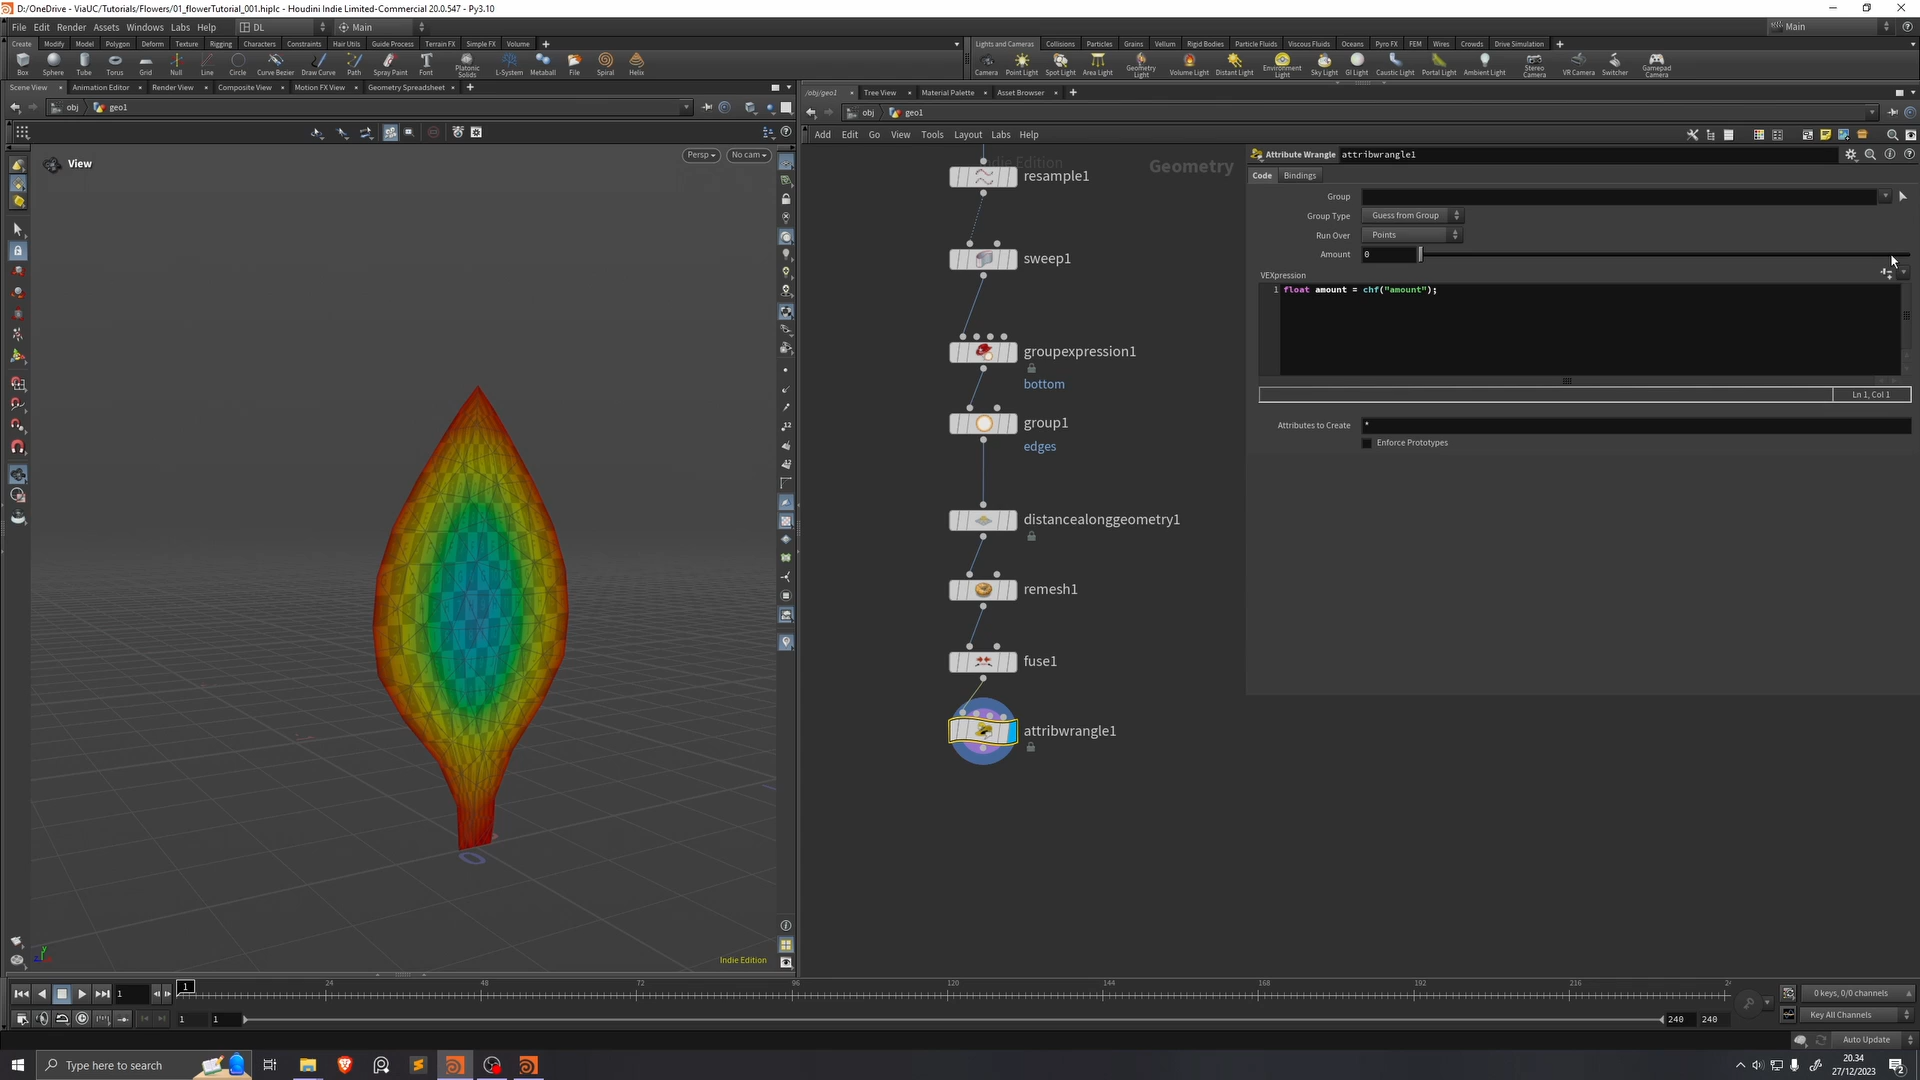 D:/OneDrive - ViaUC/Tutorials/Flowers/01_flowerTutorial_001.hiplc - Houdini Indie Limited-Commercial 20.0.547 - Py3.10
File Edit Render Assets Windows Labs Help DL Main Main
Create Modify Model Polygon Deform Texture Rigging Characters Constraints Hair Utils Guide Process Terrain FX Simple FX Volume
Lights and Cameras Collisions Particles Grains Vellum Rigid Bodies Particle Fluids Viscous Fluids Oceans Pyro FX FEM Wires Crowds Drive Simulation
Box Sphere Tube Torus Grid Null Line Circle Curve Bezier Draw Curve Path Spray Paint Font Platonic Solids L-System Metaball File Spiral Helix
Camera Point Light Spot Light Area Light Geometry Light Volume Light Distant Light Environment Light Sky Light GI Light Caustic Light Portal Light Ambient Light Stereo Camera VR Camera Switcher Gamepad Camera
Scene View Animation Editor Render View Composite View Motion FX View Geometry Spreadsheet
/obj/geo1 Tree View Material Palette Asset Browser
obj geo1
obj geo1
Add Edit Go View Tools Layout Labs Help
View
Persp No cam
Indie Edition
Geometry
resample1
sweep1
groupexpression1
bottom
group1
edges
distancealonggeometry1
remesh1
fuse1
attribwrangle1
Attribute Wrangle attribwrangle1
Code Bindings
Group
Group Type Guess from Group
Run Over Points
Amount 0
VEXpression
1 float amount = chf("amount");
Ln 1, Col 1
Attributes to Create *
Enforce Prototypes
Indie Edition
1 1 24 48 72 96 120 144 168 192 216 2
0 keys, 0/0 channels
1 1 240 240
Key All Channels
Auto Update
Type here to search
20.34
27/12/2023
2